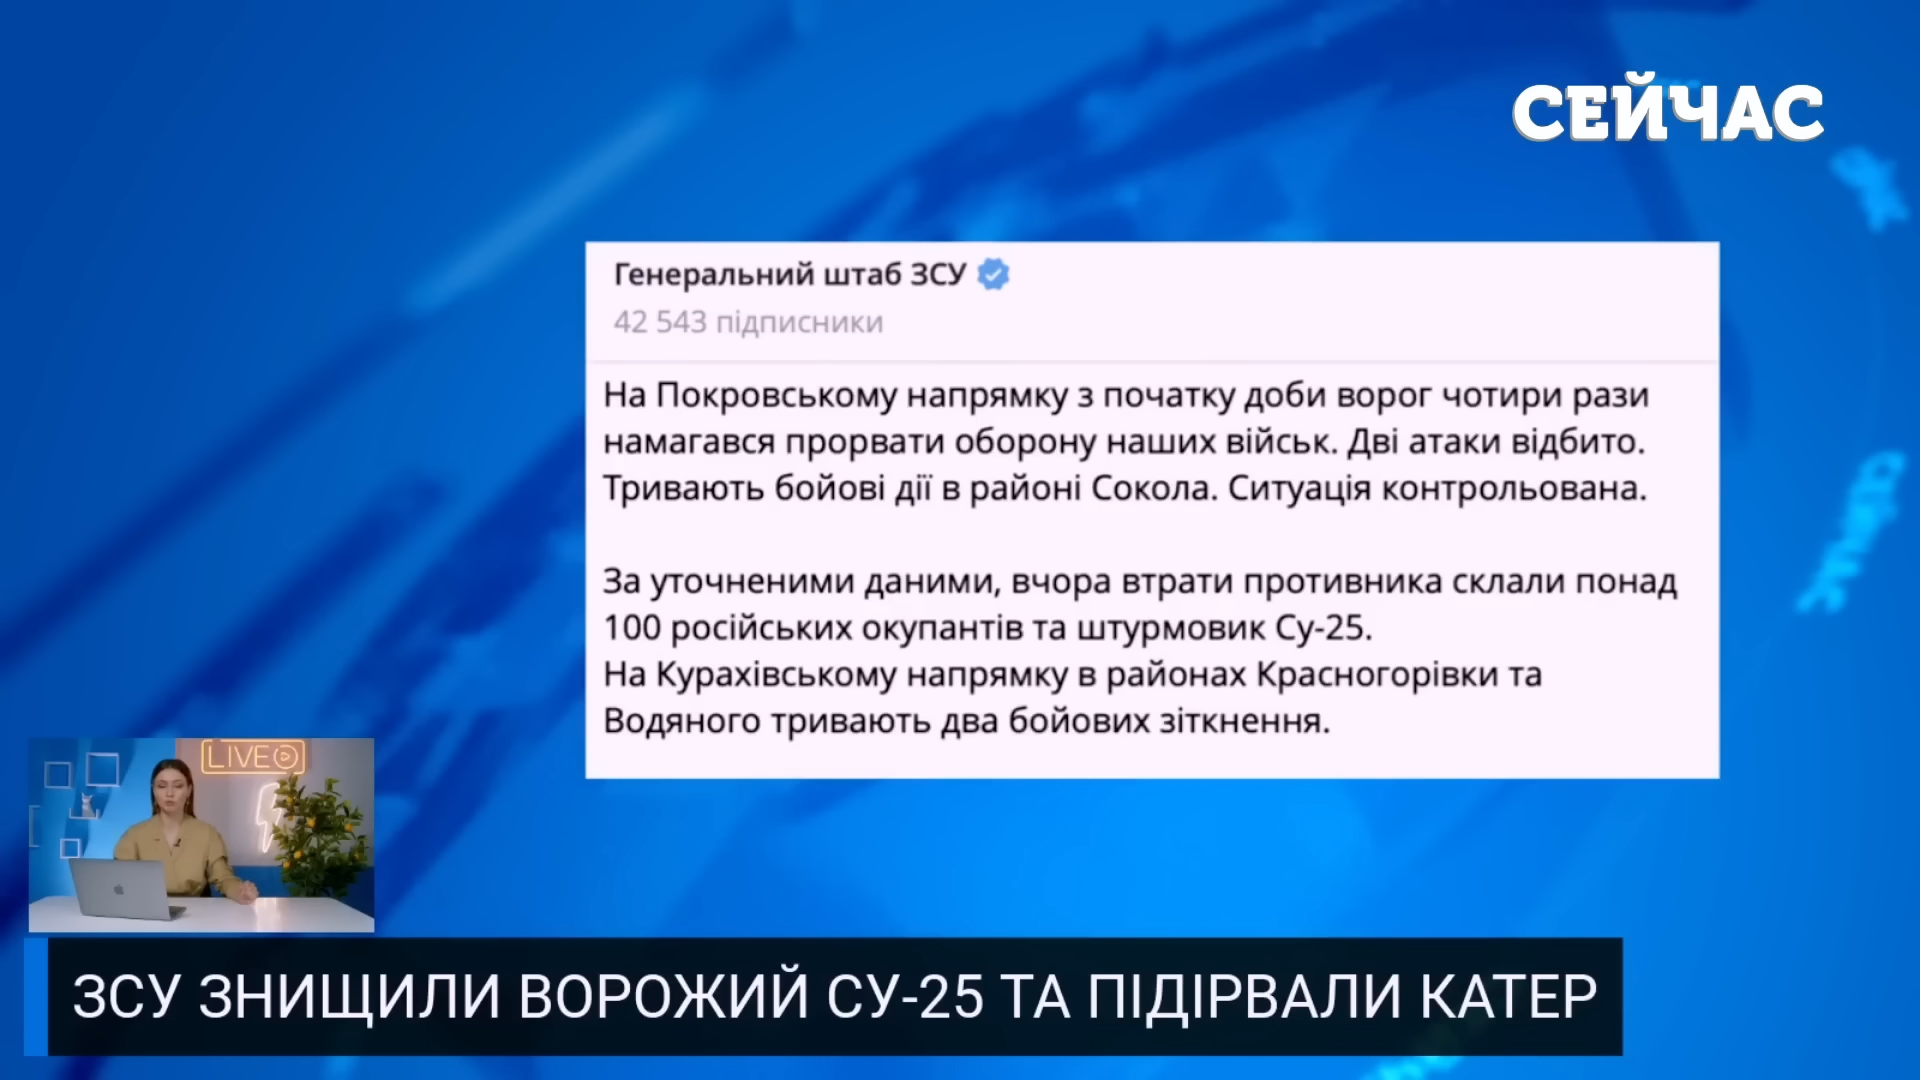 СЕЙЧАС
Генеральний штаб ЗСУ
42 543 підписники
На Покровському напрямку з початку доби ворог чотири рази
намагався прорвати оборону наших військ. Дві атаки відбито.
Тривають бойові дії в районі Сокола. Ситуація контрольована.
За уточненими даними, вчора втрати противника склали понад
100 російських окупантів та штурмовик Су-25.
На Курахівському напрямку в районах Красногорівки та
Водяного тривають два бойових зіткнення.
LIVE
ЗСУ ЗНИЩИЛИ ВОРОЖИЙ СУ-25 ТА ПІДІРВАЛИ КАТЕР